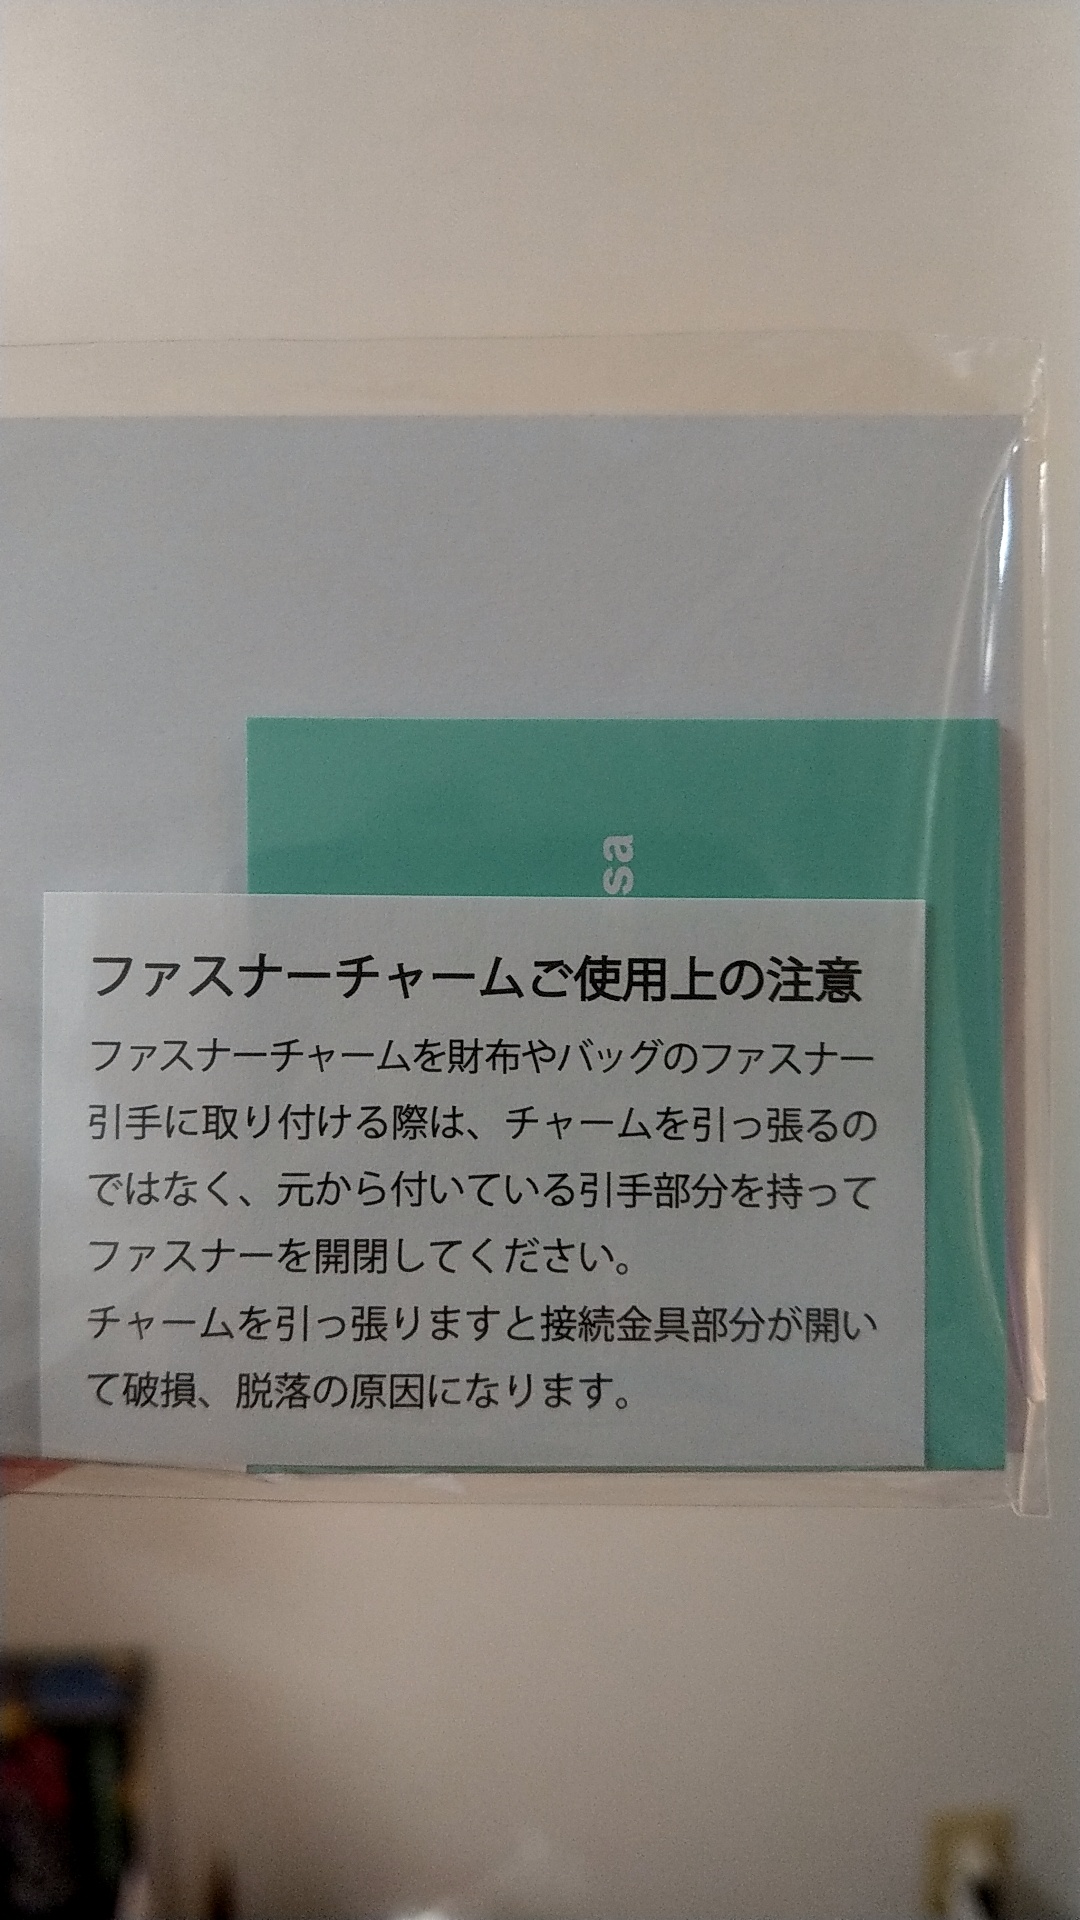 sa
ファスナーチャームご使用上の注意
ファスナーチャームを財布やバッグのファスナー
引手に取り付ける際は、チャームを引っ張るの
ではなく、元から付いている引手部分を持って
ファスナーを開閉してください。
チャームを引っ張りますと接続金具部分が開い
て破損、脱落の原因になります。